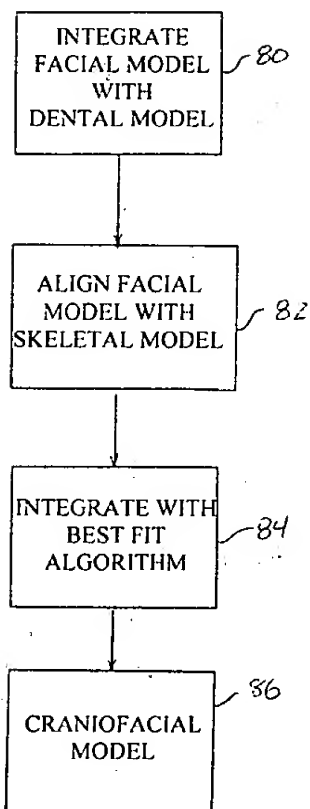 INTEGRATE
FACIAL MODEL
WITH
DENTAL MODEL
80
ALIGN FACIAL
MODEL WITH
SKELETAL MODEL
82
INTEGRATE WITH
BEST FIT
ALGORITHM
84
CRANIOFACIAL
MODEL
86